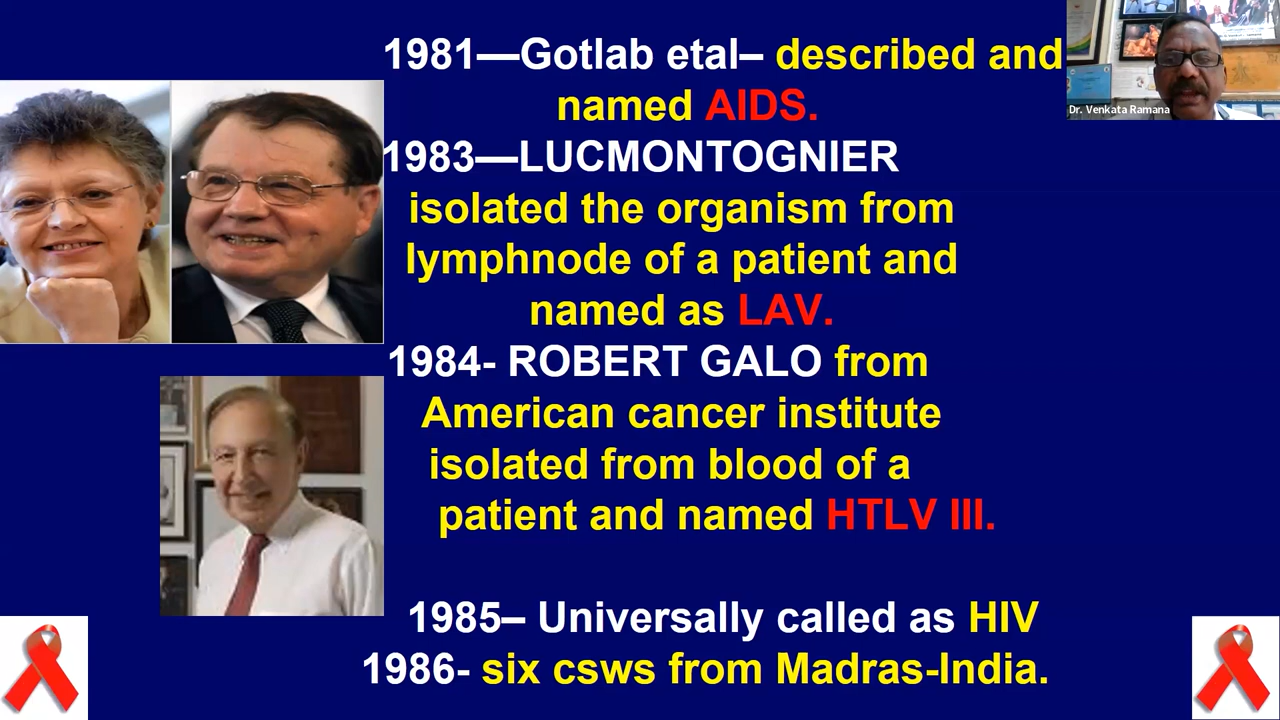 1981—Gotlab etal– described and
named AIDS.
1983—LUCMONTOGNIER
isolated the organism from
lymphnode of a patient and
named as LAV.
1984- ROBERT GALO from
American cancer institute
isolated from blood of a
patient and named HTLV III.
1985– Universally called as HIV
1986- six csws from Madras-India.
Dr. Venkata Ramana